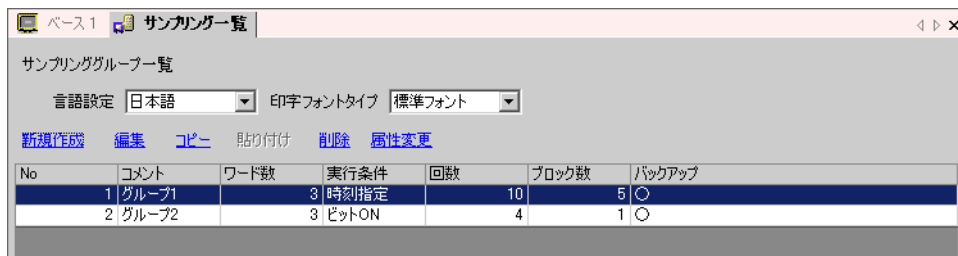 ベース1 サンプリング一覧
サンプリンググループ一覧
言語設定 日本語 印字フォントタイプ 標準フォント
新規作成 編集 コピー 貼り付け 削除 属性変更
No コメント ワード数 実行条件 回数 ブロック数 バックアップ
1 グループ1 3 時刻指定 10 5 〇
2 グループ2 3 ビットON 4 1 〇